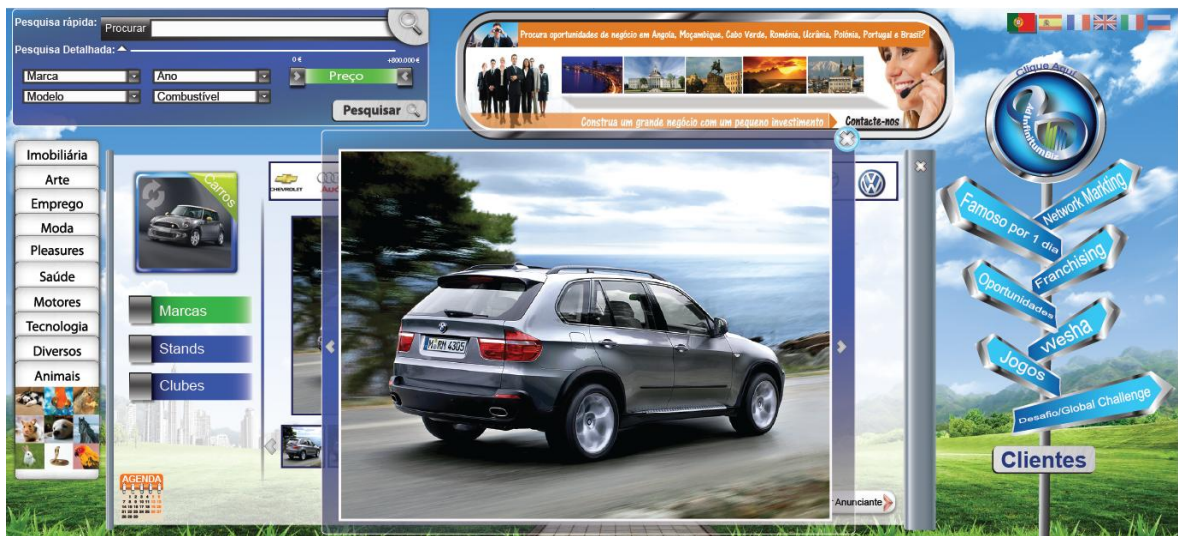 Pesquisa rápida:
Procurar
Pesquisa Detalhada:
Marca
Ano
Modelo
Combustível
0 €
+800.000 €
Preço
Pesquisar
Procura oportunidades de negócio em Angola, Moçambique, Cabo Verde, Roménia, Ucrânia, Polónia, Portugal e Brasil?
Construa um grande negócio com um pequeno investimento
Contacte-nos
Clique Aqui
InfinitumBiz
Imobiliária
Arte
Emprego
Moda
Pleasures
Saúde
Motores
Tecnologia
Diversos
Animais
Carros
Marcas
Stands
Clubes
AGENDA
CHEVROLET
Anunciante
Network Markting
Famoso por 1 dia
Franchising
Oportunidades
Wesha
Jogos
Desafio/Global Challenge
Clientes